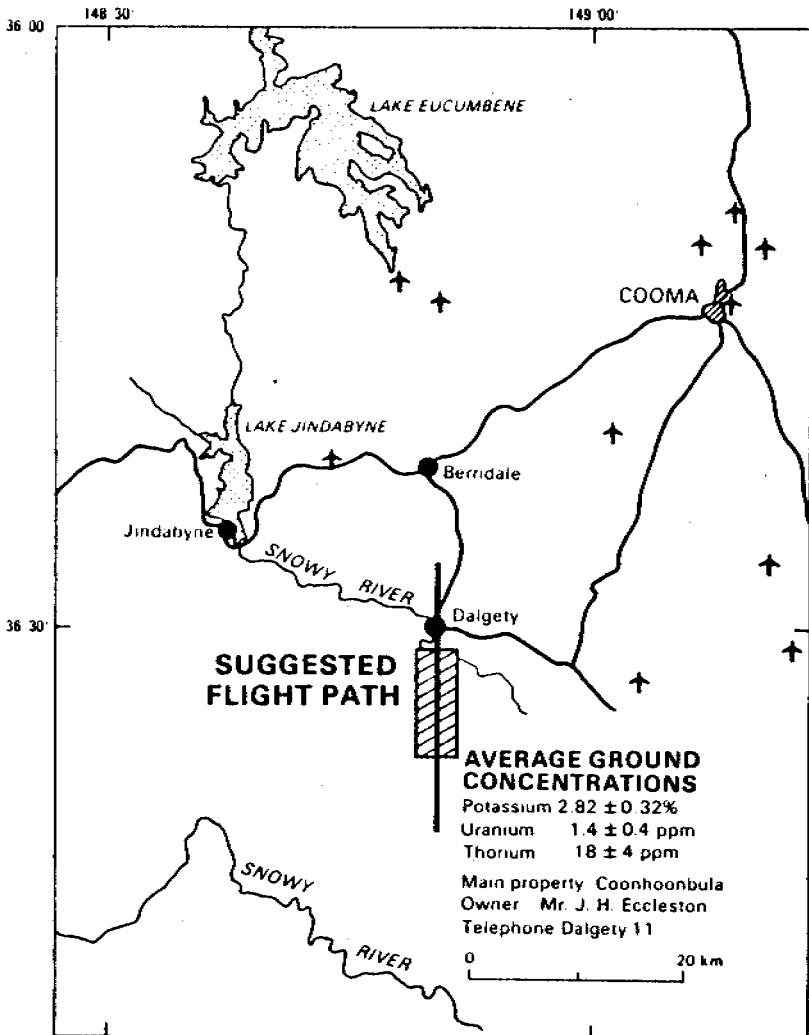 148 30'
149 00'
36 00
LAKE EUCUMBENE
COOMA
LAKE JINDABYNE
Berridale
Jindabyne
SNOWY RIVER
36 30'
Dalgety
SUGGESTED
FLIGHT PATH
AVERAGE GROUND
CONCENTRATIONS
Potassium 2.82 ± 0.32%
Uranium 1.4 ± 0.4 ppm
Thorium 18 ± 4 ppm
Main property Coonhoonbula
Owner Mr. J. H. Eccleston
Telephone Dalgety 11
0 20 km
SNOWY
RIVER